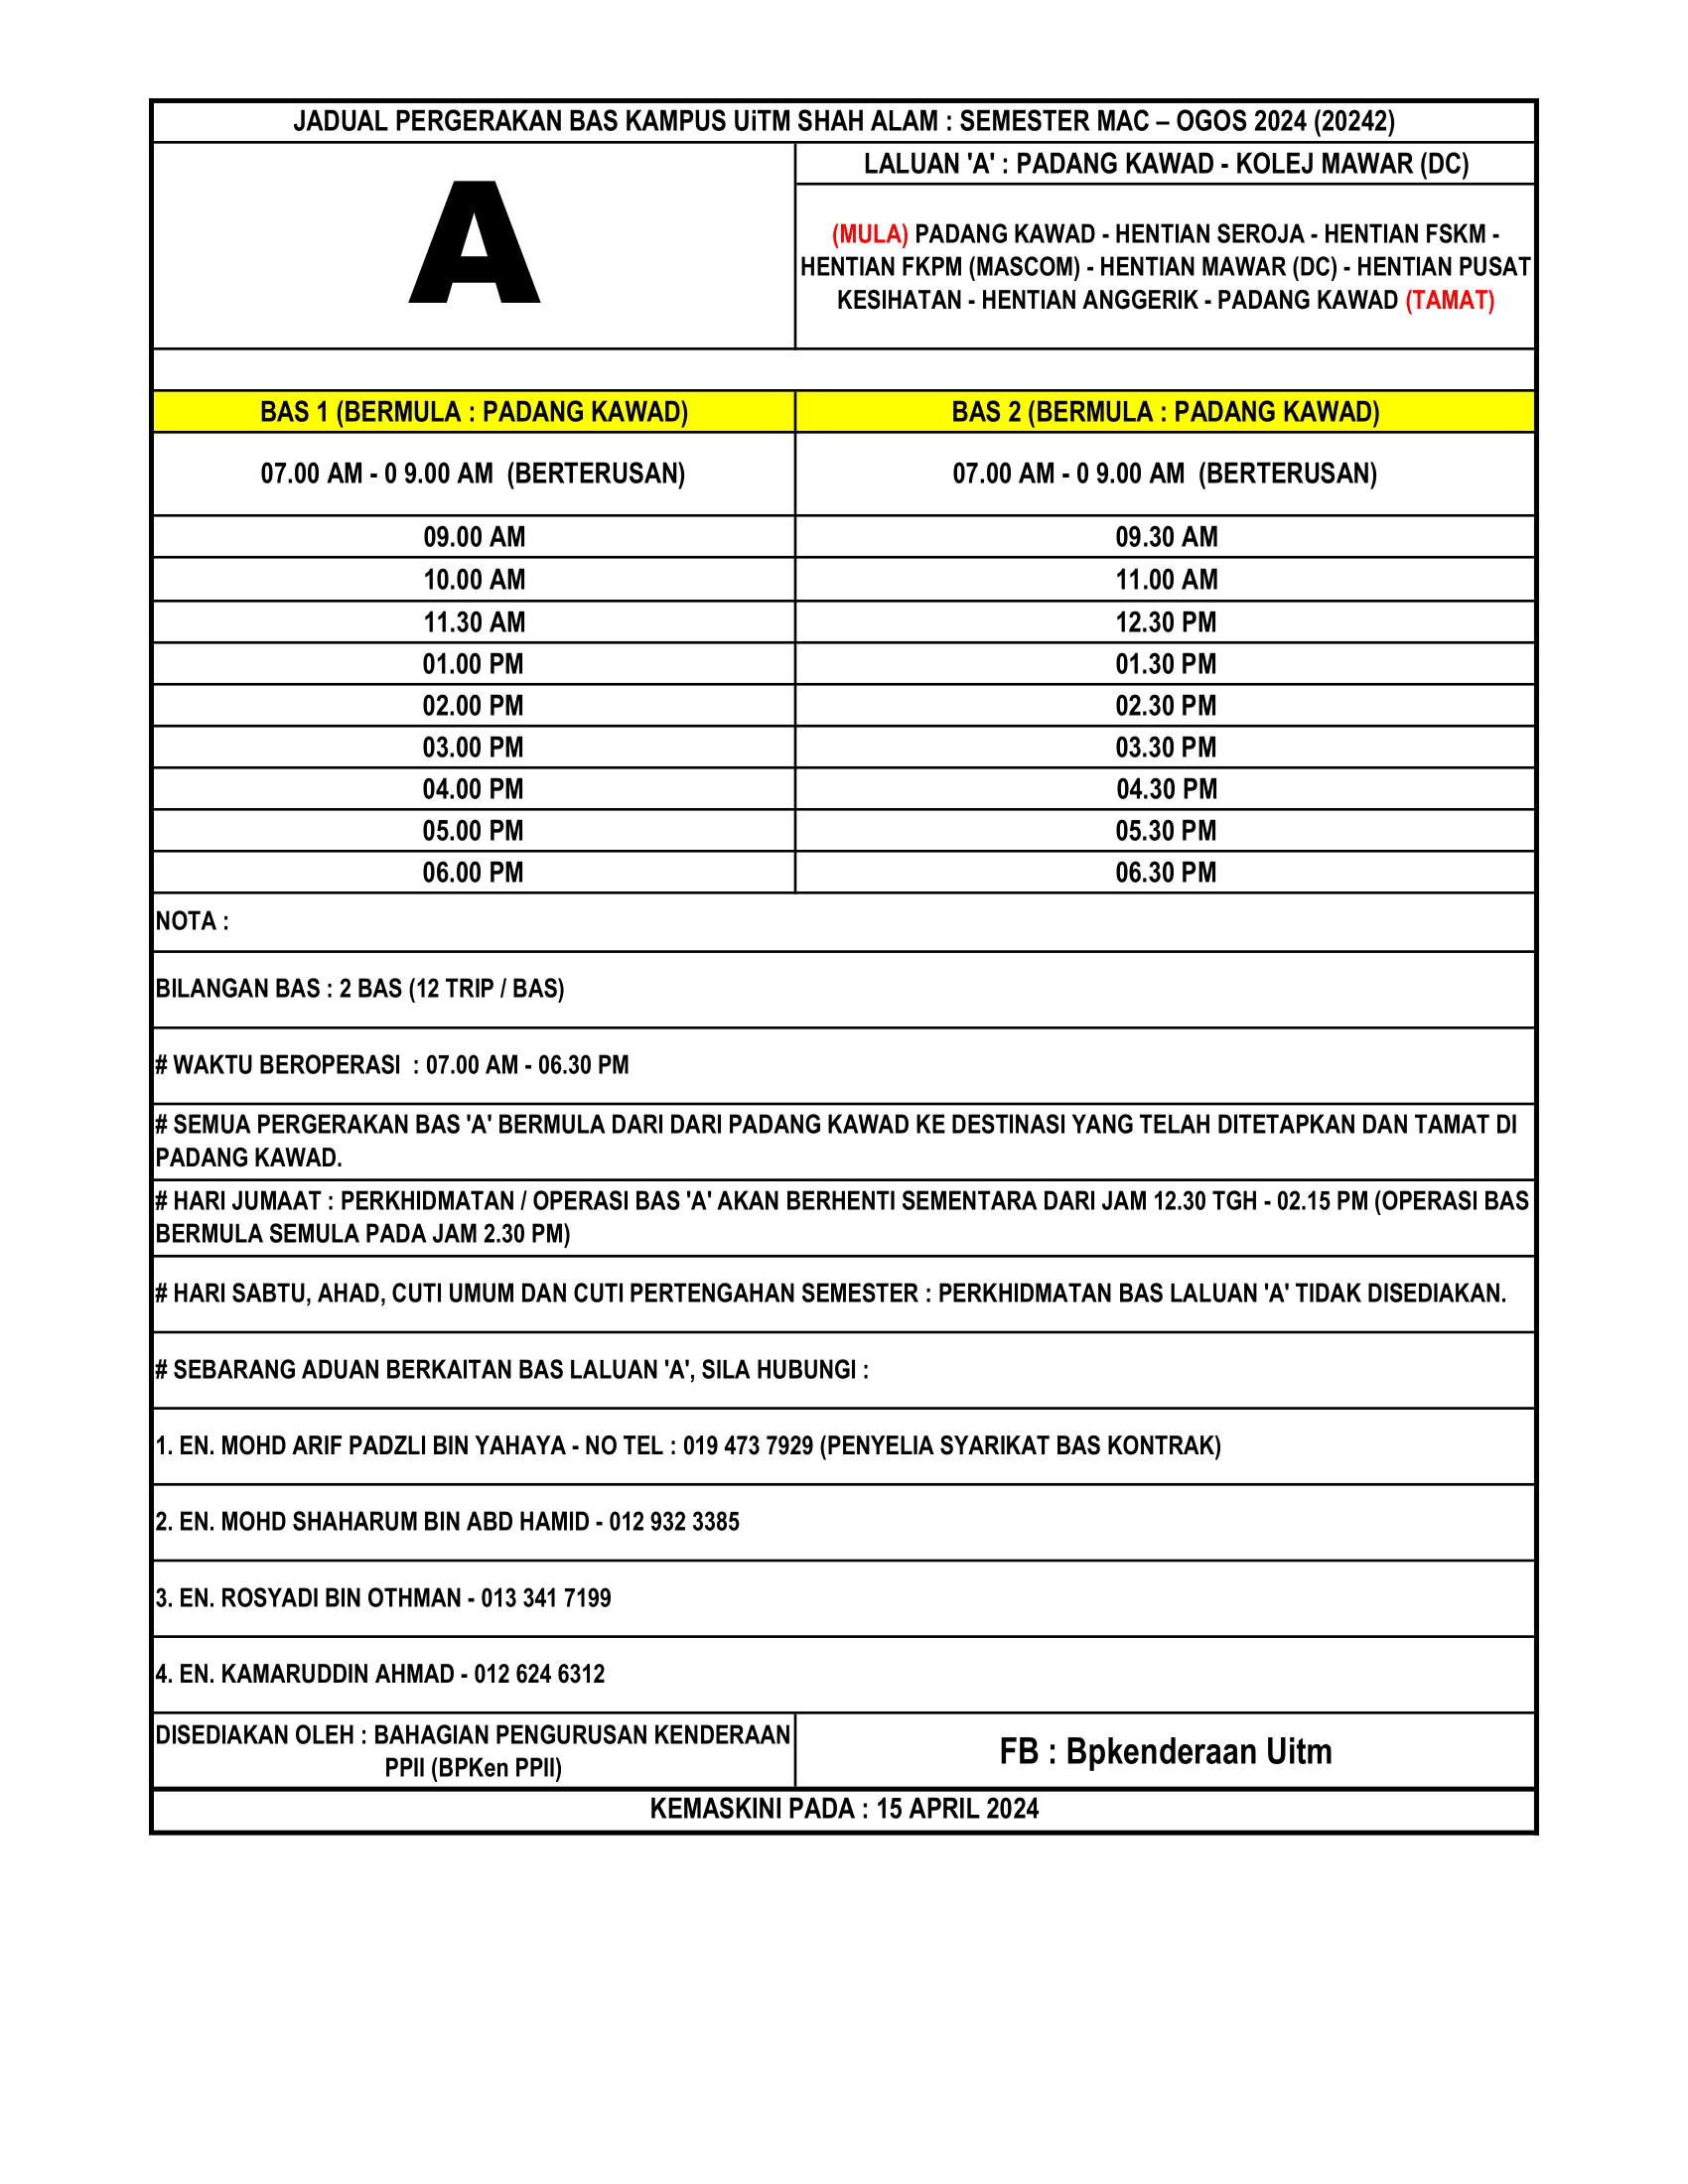 JADUAL PERGERAKAN BAS KAMPUS UiTM SHAH ALAM : SEMESTER MAC – OGOS 2024 (20242)
A
LALUAN 'A' : PADANG KAWAD - KOLEJ MAWAR (DC)
(MULA) PADANG KAWAD - HENTIAN SEROJA - HENTIAN FSKM -
HENTIAN FKPM (MASCOM) - HENTIAN MAWAR (DC) - HENTIAN PUSAT
KESIHATAN - HENTIAN ANGGERIK - PADANG KAWAD (TAMAT)
BAS 1 (BERMULA : PADANG KAWAD) BAS 2 (BERMULA : PADANG KAWAD)
07.00 AM - 0 9.00 AM  (BERTERUSAN) 07.00 AM - 0 9.00 AM  (BERTERUSAN)
09.00 AM 09.30 AM
10.00 AM 11.00 AM
11.30 AM 12.30 PM
01.00 PM 01.30 PM
02.00 PM 02.30 PM
03.00 PM 03.30 PM
04.00 PM 04.30 PM
05.00 PM 05.30 PM
06.00 PM 06.30 PM
NOTA :
BILANGAN BAS : 2 BAS (12 TRIP / BAS)
# WAKTU BEROPERASI  : 07.00 AM - 06.30 PM
# SEMUA PERGERAKAN BAS 'A' BERMULA DARI DARI PADANG KAWAD KE DESTINASI YANG TELAH DITETAPKAN DAN TAMAT DI
PADANG KAWAD.
# HARI JUMAAT : PERKHIDMATAN / OPERASI BAS 'A' AKAN BERHENTI SEMENTARA DARI JAM 12.30 TGH - 02.15 PM (OPERASI BAS
BERMULA SEMULA PADA JAM 2.30 PM)
# HARI SABTU, AHAD, CUTI UMUM DAN CUTI PERTENGAHAN SEMESTER : PERKHIDMATAN BAS LALUAN 'A' TIDAK DISEDIAKAN.
# SEBARANG ADUAN BERKAITAN BAS LALUAN 'A', SILA HUBUNGI :
1. EN. MOHD ARIF PADZLI BIN YAHAYA - NO TEL : 019 473 7929 (PENYELIA SYARIKAT BAS KONTRAK)
2. EN. MOHD SHAHARUM BIN ABD HAMID - 012 932 3385
3. EN. ROSYADI BIN OTHMAN - 013 341 7199
4. EN. KAMARUDDIN AHMAD - 012 624 6312
DISEDIAKAN OLEH : BAHAGIAN PENGURUSAN KENDERAAN
PPII (BPKen PPII)
FB : Bpkenderaan Uitm
KEMASKINI PADA : 15 APRIL 2024